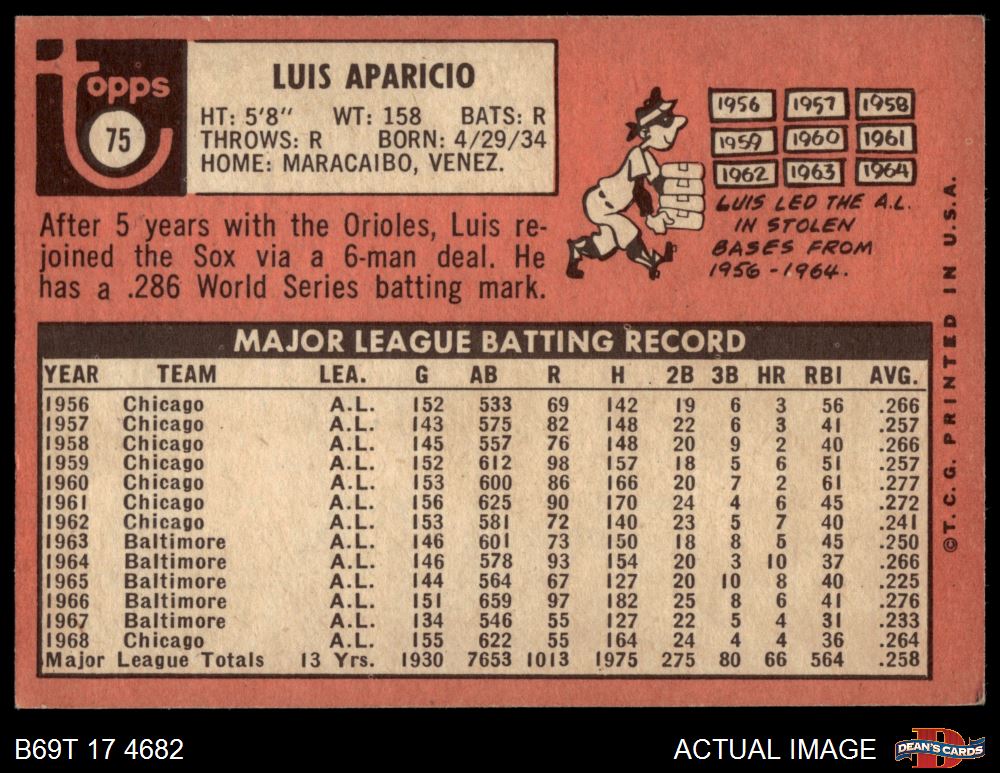 Topps
75
LUIS APARICIO
HT: 5'8" WT: 158 BATS: R
THROWS: R BORN: 4/29/34
HOME: MARACAIBO, VENEZ.
After 5 years with the Orioles, Luis re-
joined the Sox via a 6-man deal. He
has a .286 World Series batting mark.
1956 1957 1958
1959 1960 1961
1962 1963 1964
LUIS LED THE A.L.
IN STOLEN
BASES FROM
1956-1964.
MAJOR LEAGUE BATTING RECORD
YEAR TEAM LEA. G AB R H 2B 3B HR RBI AVG.
1956 Chicago A.L. 152 533 69 142 19 6 3 56 .266
1957 Chicago A.L. 143 575 82 148 22 6 3 41 .257
1958 Chicago A.L. 145 557 76 148 20 9 2 40 .266
1959 Chicago A.L. 152 612 98 157 18 5 6 51 .257
1960 Chicago A.L. 153 600 86 166 20 7 2 61 .277
1961 Chicago A.L. 156 625 90 170 24 4 6 45 .272
1962 Chicago A.L. 153 581 72 140 23 5 7 40 .241
1963 Baltimore A.L. 146 601 73 150 18 8 5 45 .250
1964 Baltimore A.L. 146 578 93 154 20 3 10 37 .266
1965 Baltimore A.L. 144 564 67 127 20 10 8 40 .225
1966 Baltimore A.L. 151 659 97 182 25 8 6 41 .276
1967 Baltimore A.L. 134 546 55 127 22 5 4 31 .233
1968 Chicago A.L. 155 622 55 164 24 4 4 36 .264
Major League Totals 13 Yrs. 1930 7653 1013 1975 275 80 66 564 .258
©T.C.G. PRINTED IN U.S.A.
B69T 17 4682
ACTUAL IMAGE
D
DEAN'S CARDS